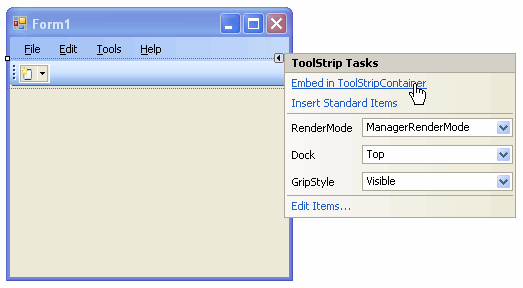 Form1
File Edit Tools Help
ToolStrip Tasks
Embed in ToolStripContainer
Insert Standard Items
RenderMode ManagerRenderMode
Dock Top
GripStyle Visible
Edit Items...